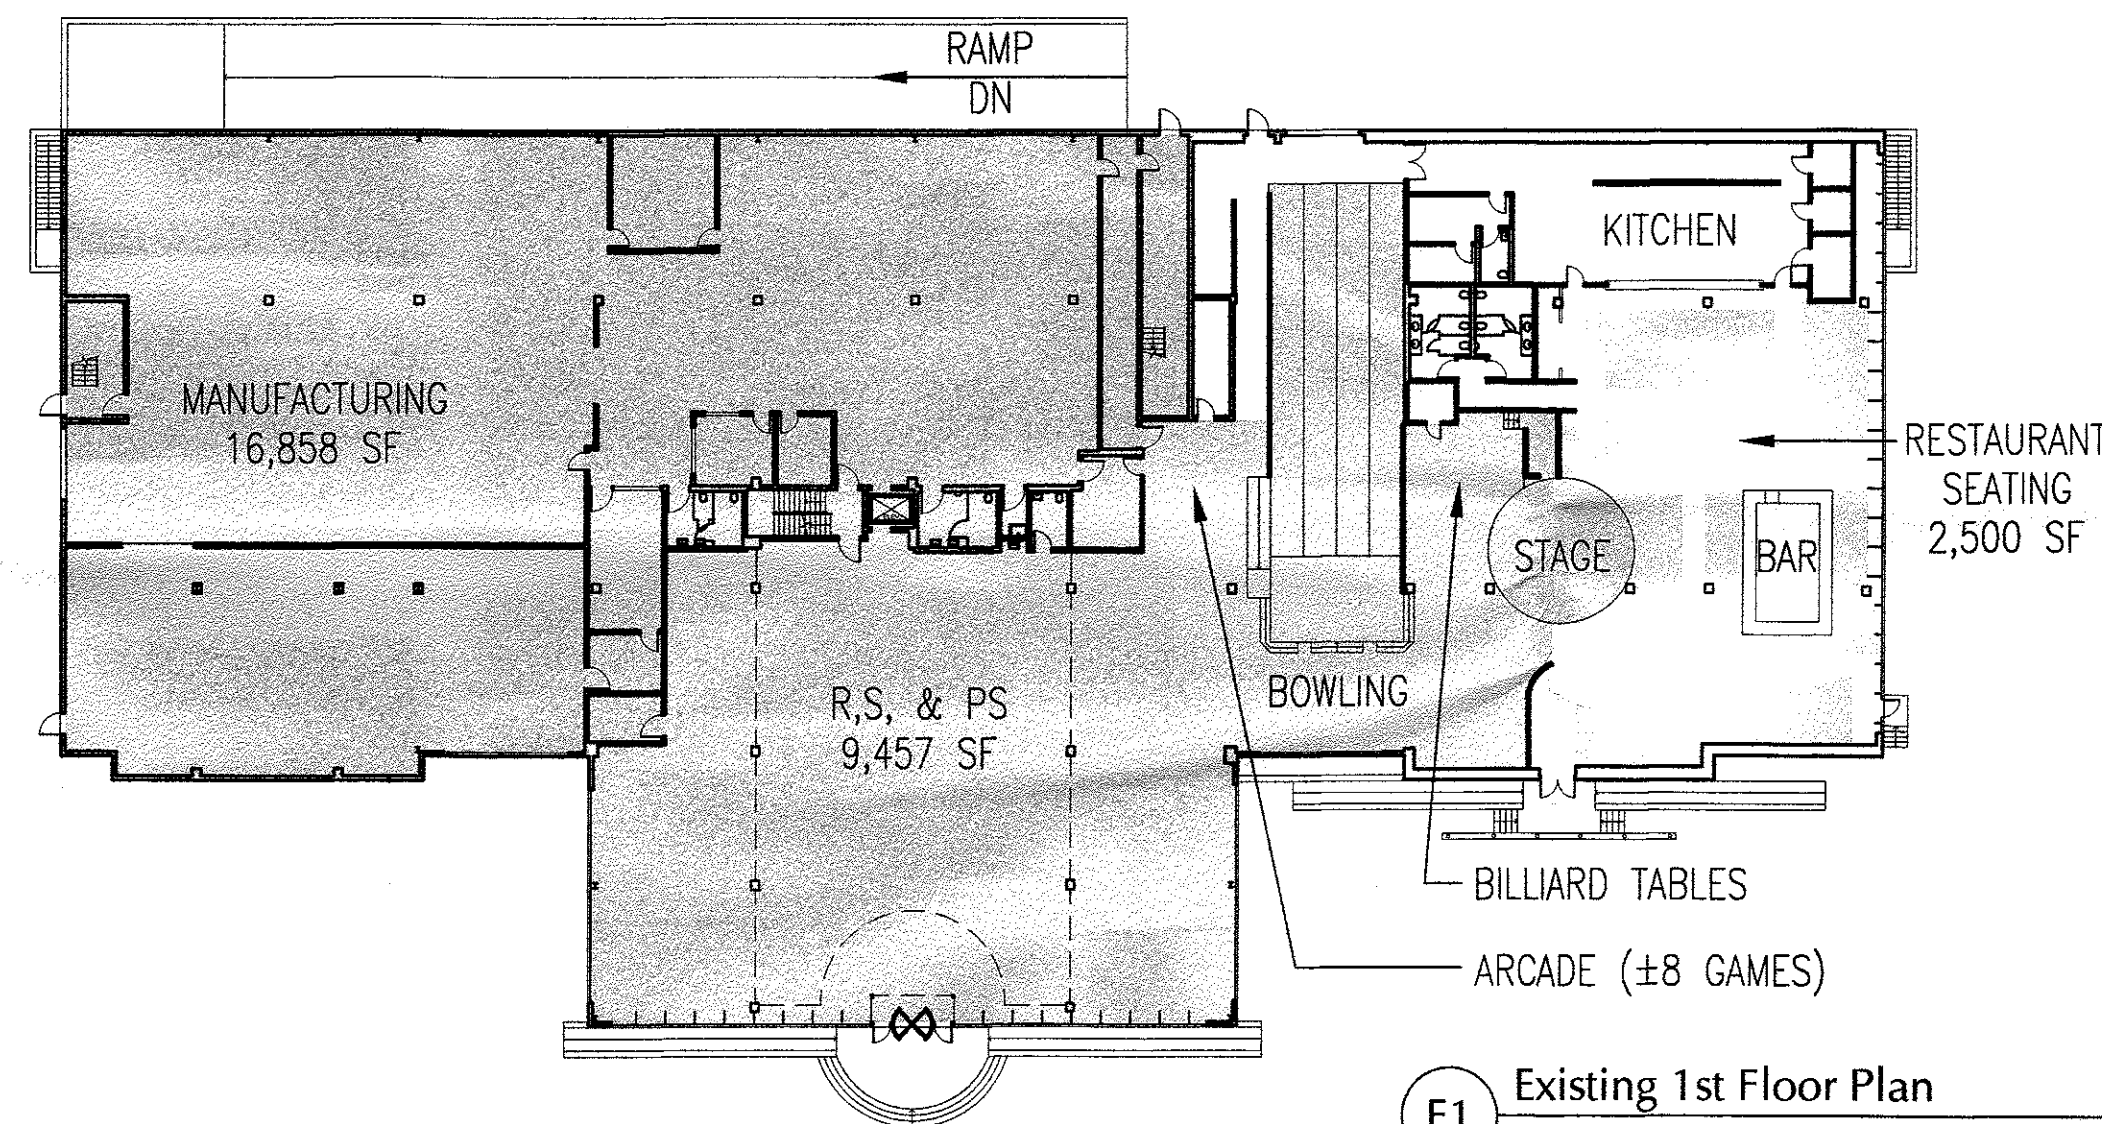 RAMP
DN
KITCHEN
MANUFACTURING
16,858 SF
RESTAURANT
SEATING
2,500 SF
STAGE
BAR
R,S, & PS
9,457 SF
BOWLING
BILLIARD TABLES
ARCADE (±8 GAMES)
Existing 1st Floor Plan
E1